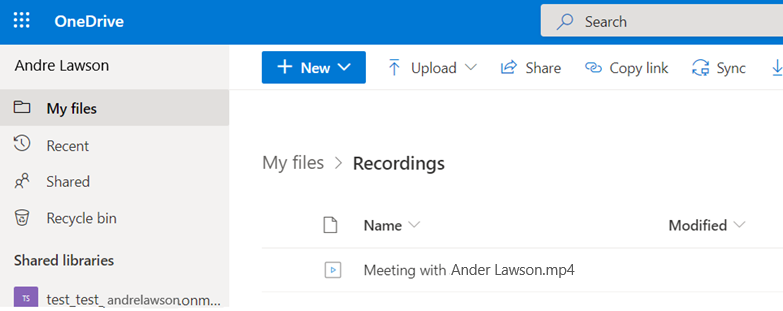 OneDrive
Search
Andre Lawson
New
Upload
Share
Copy link
Sync
My files
Recent
Shared
Recycle bin
Shared libraries
TS test_test_andrelawson.onm...
My files > Recordings
Name
Modified
Meeting with Ander Lawson.mp4